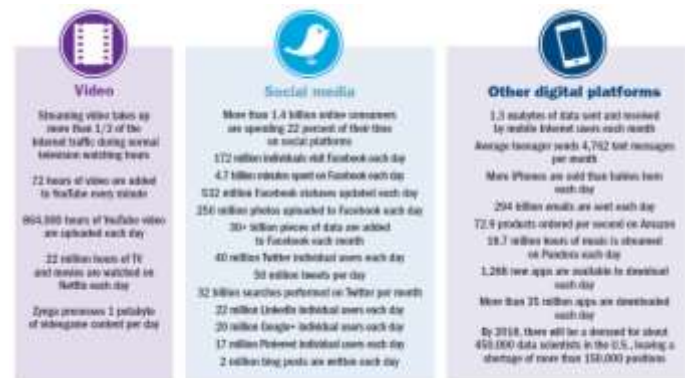 Video
Streaming video takes up
more than 1/3 of the
Internet traffic during normal
television watching hours
72 hours of video are added
to YouTube every minute
864,000 hours of YouTube video
are uploaded each day
22 million hours of TV
and movies are watched on
Netflix each day
Zynga processes 1 petabyte
of videogame content per day
Social media
More than 1.4 billion online consumers
are spending 22 percent of their time
on social platforms
172 million individuals visit Facebook each day
4.7 billion minutes spent on Facebook each day
532 million Facebook statuses updated each day
250 million photos uploaded to Facebook each day
30+ billion pieces of data are added
to Facebook each month
40 million Twitter individual users each day
50 million tweets per day
32 billion searches performed on Twitter per month
22 million LinkedIn individual users each day
20 million Google+ individual users each day
17 million Pinterest individual users each day
2 million blog posts are written each day
Other digital platforms
1.3 exabytes of data sent and received
by mobile Internet users each month
Average teenager sends 4,762 text messages
per month
More iPhones are sold than babies born
each day
294 billion emails are sent each day
72.9 products ordered per second on Amazon
18.7 million hours of music is streamed
on Pandora each day
1,288 new apps are available to download
each day
More than 35 million apps are downloaded
each day
By 2018, there will be a demand for about
450,000 data scientists in the U.S., leaving a
shortage of more than 150,000 positions